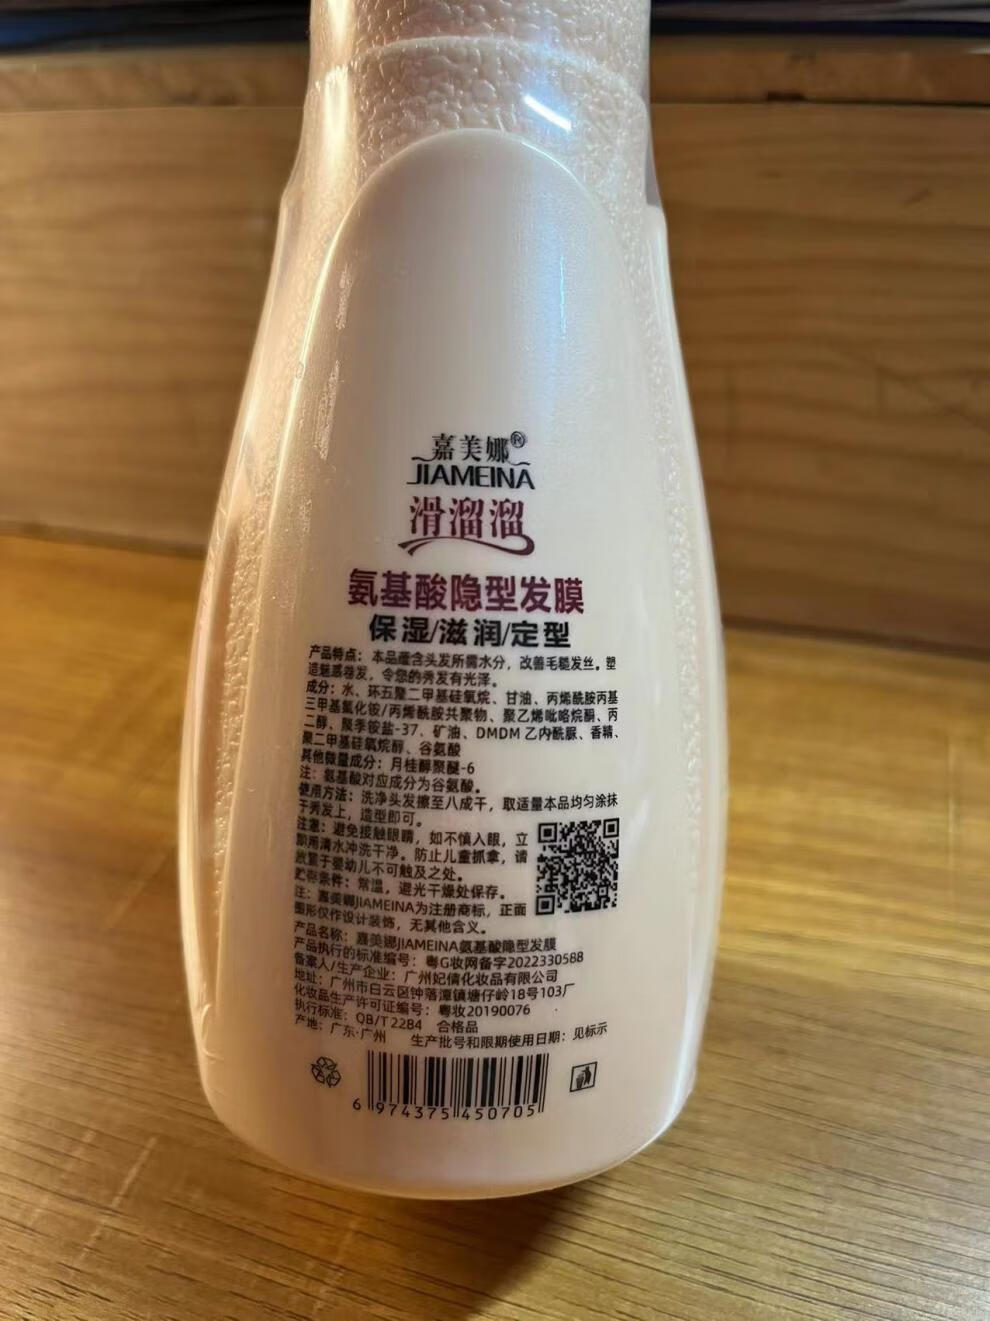 嘉美娜®
JIAMEINA
滑溜溜
氨基酸隐型发膜
保湿/滋润/定型
产品特点：本品蕴含头发所需水分，改善毛糙发丝。塑
造魅惑卷发，令您的秀发有光泽。
成分：水、环五聚二甲基硅氧烷、甘油、丙烯酰胺丙基
三甲基氯化铵/丙烯酰胺共聚物、聚乙烯吡咯烷酮、丙
二醇、聚季铵盐-37、矿油、DMDM 乙内酰脲、香精、
聚二甲基硅氧烷醇、谷氨酸
其他微量成分：月桂醇聚醚-6
注：氨基酸对应成分为谷氨酸。
使用方法：洗净头发擦至八成干，取适量本品均匀涂抹
于秀发上，造型即可。
注意：避免接触眼睛，如不慎入眼，立
即用清水冲洗干净。防止儿童抓拿，请
放置于婴幼儿不可触及之处。
贮存条件：常温，避光干燥处保存。
注：嘉美娜JIAMEINA为注册商标，正面
图形仅作设计装饰，无其他含义。
产品名称：嘉美娜JIAMEINA氨基酸隐型发膜
产品执行的标准编号：粤G妆网备字2022330588
备案人/生产企业：广州妃倩化妆品有限公司
地址：广州市白云区钟落潭镇塘仔岭18号103厂
化妆品生产许可证编号：粤妆20190076
执行标准：QB/T2284 合格品
产地：广东·广州 生产批号和限期使用日期：见标示
6 974375 450705